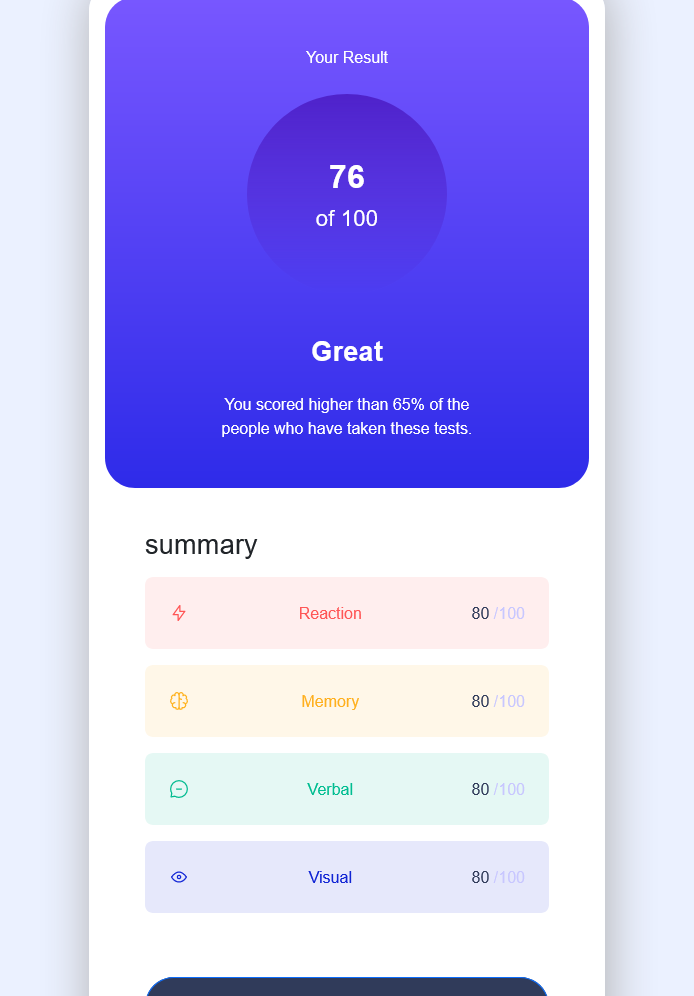 Your Result
76
of 100
Great
You scored higher than 65% of the
people who have taken these tests.
summary
Reaction 80 /100
Memory 80 /100
Verbal 80 /100
Visual 80 /100